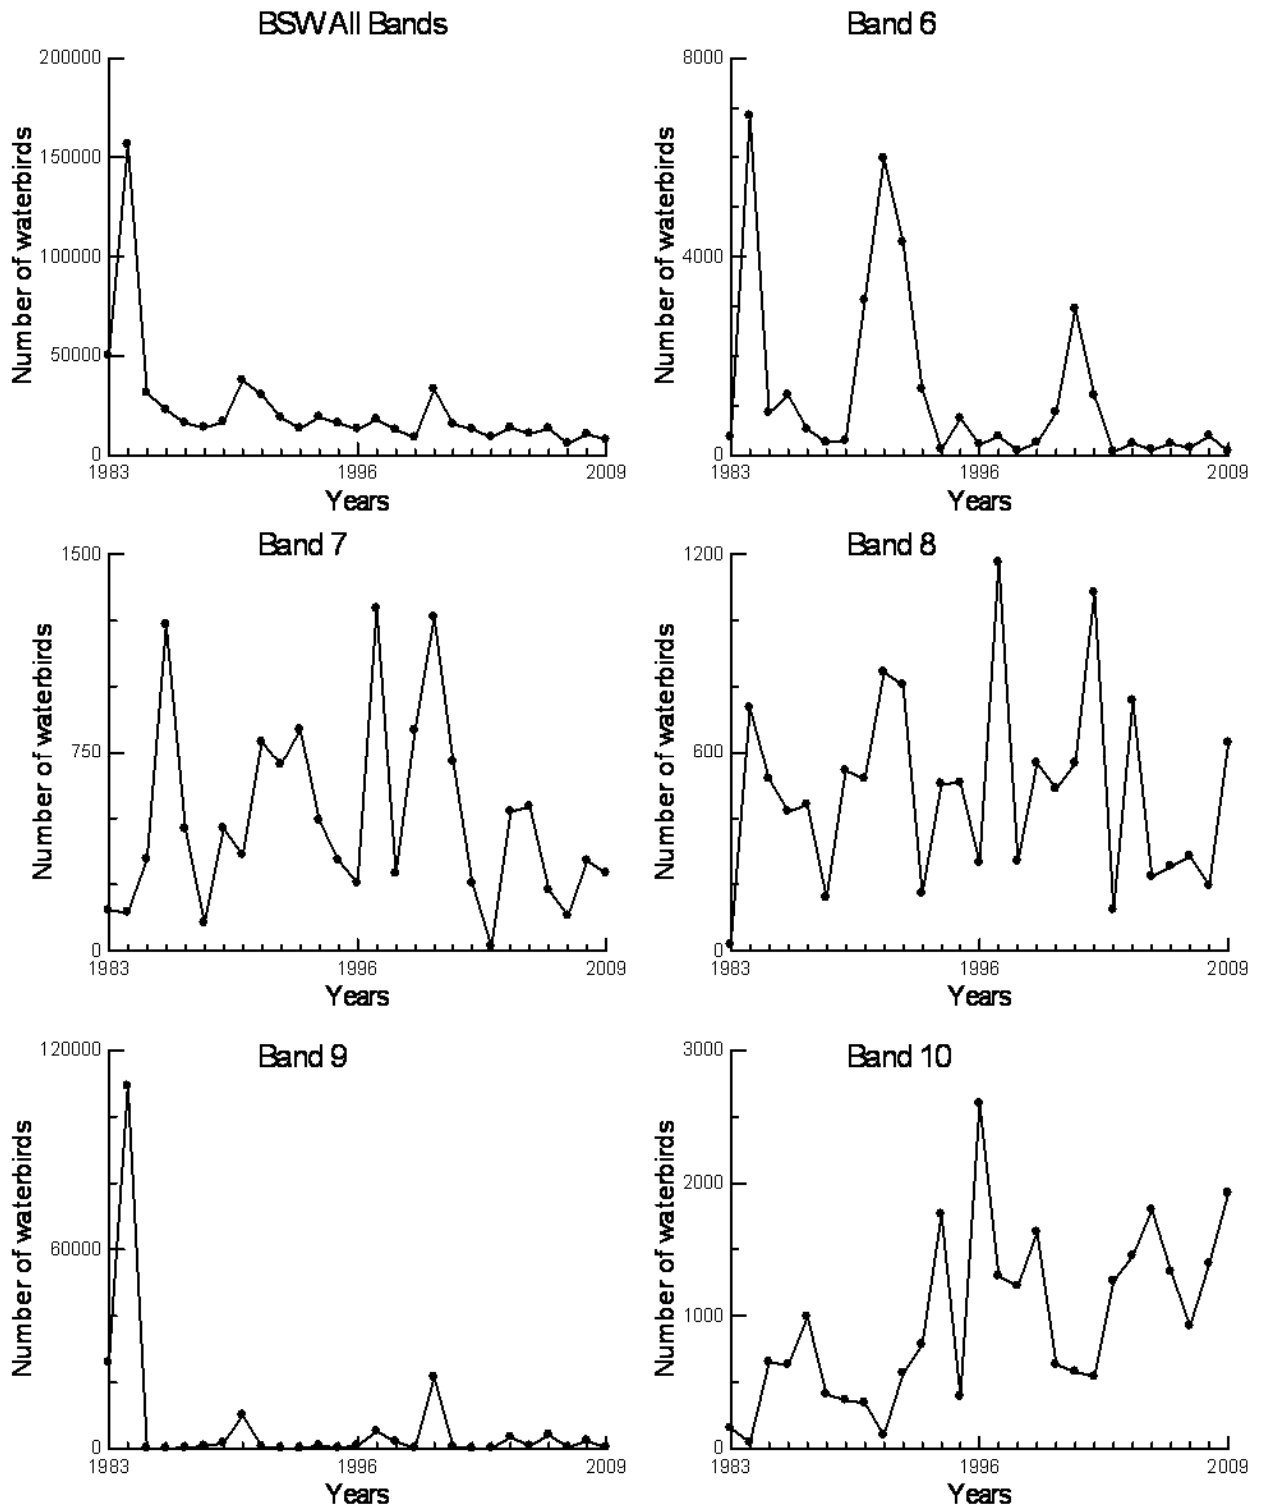 BSWAll Bands
200000
150000
100000
50000
0
Number of waterbirds
1983
1996
2009
Years
Band 6
8000
4000
0
Number of waterbirds
1983
1996
2009
Years
Band 7
1500
750
0
Number of waterbirds
1983
1996
2009
Years
Band 8
1200
600
0
Number of waterbirds
1983
1996
2009
Years
Band 9
120000
60000
0
Number of waterbirds
1983
1996
2009
Years
Band 10
3000
2000
1000
0
Number of waterbirds
1983
1996
2009
Years